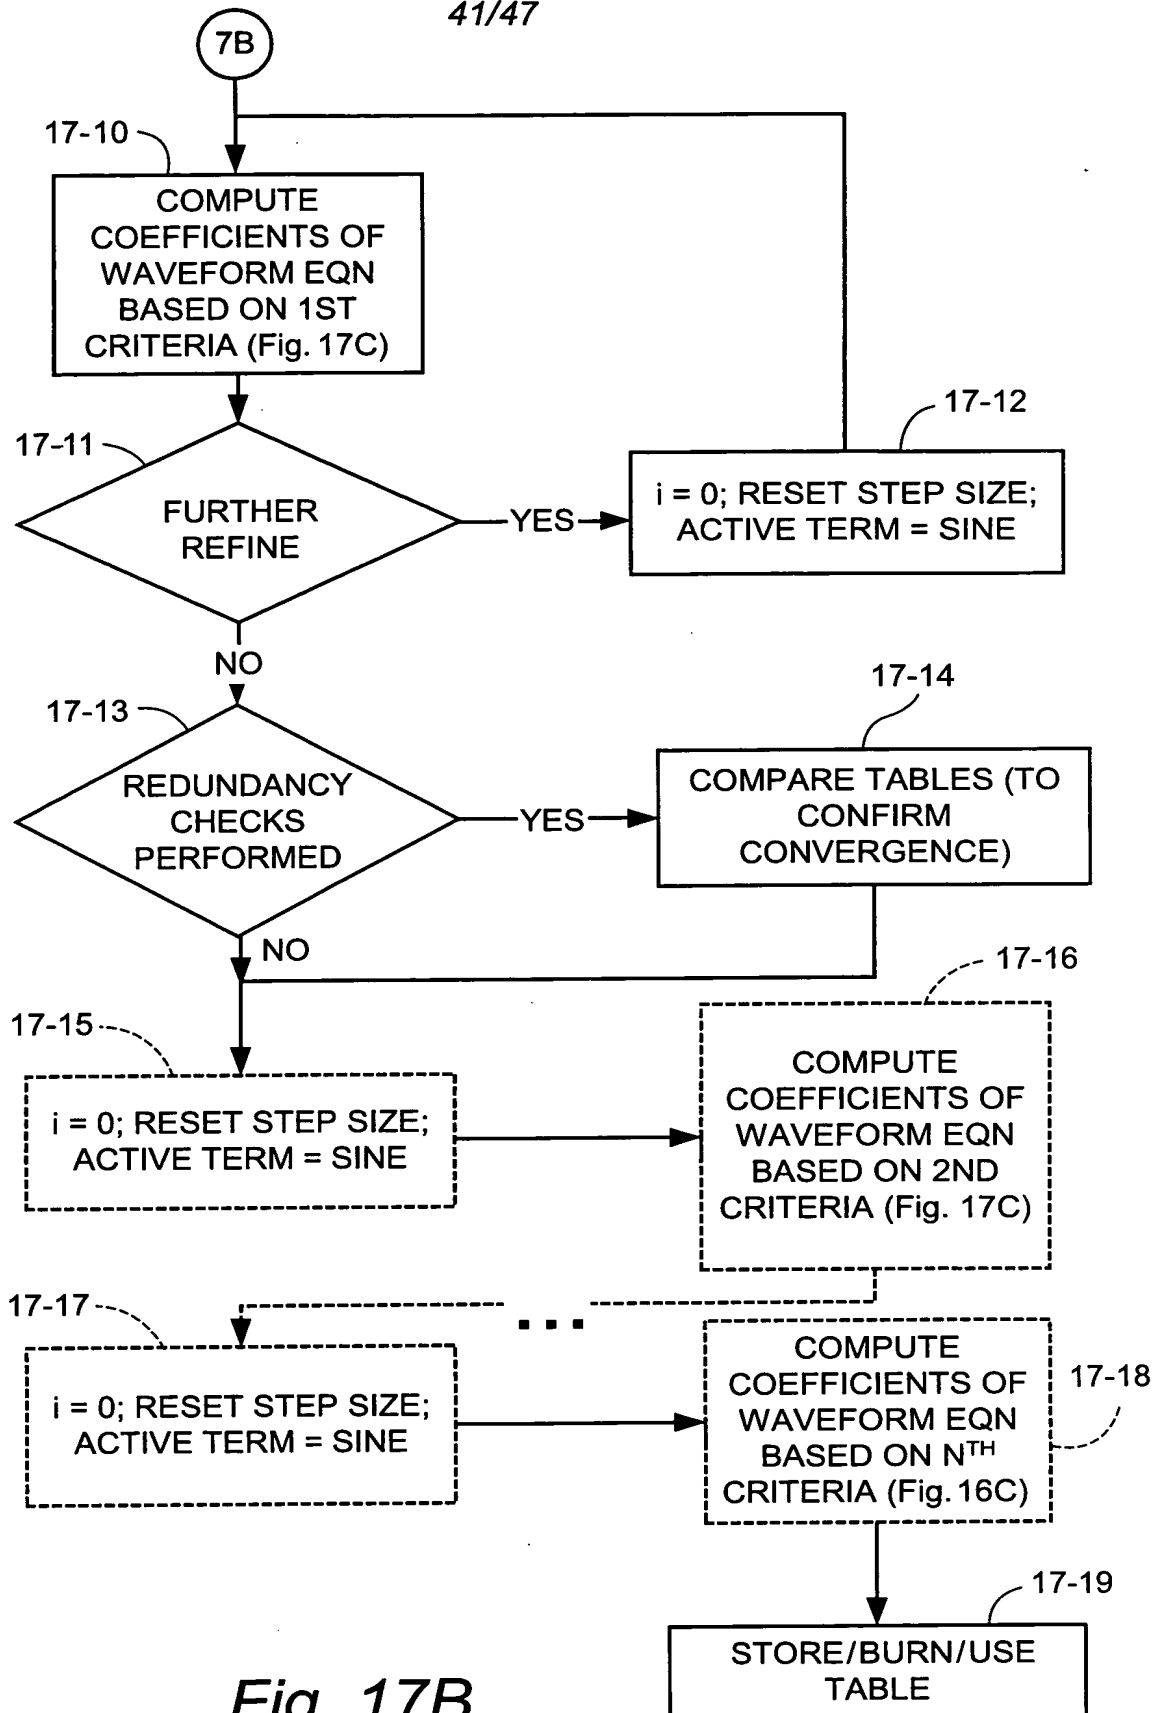 41/47
7B
17-10
COMPUTE
COEFFICIENTS OF
WAVEFORM EQN
BASED ON 1ST
CRITERIA (Fig. 17C)
17-11
FURTHER
REFINE
YES
17-12
i = 0; RESET STEP SIZE;
ACTIVE TERM = SINE
NO
17-13
REDUNDANCY
CHECKS
PERFORMED
YES
17-14
COMPARE TABLES (TO
CONFIRM
CONVERGENCE)
NO
17-15
i = 0; RESET STEP SIZE;
ACTIVE TERM = SINE
17-16
COMPUTE
COEFFICIENTS OF
WAVEFORM EQN
BASED ON 2ND
CRITERIA (Fig. 17C)
...
17-17
i = 0; RESET STEP SIZE;
ACTIVE TERM = SINE
17-18
COMPUTE
COEFFICIENTS OF
WAVEFORM EQN
BASED ON NTH
CRITERIA (Fig. 16C)
17-19
STORE/BURN/USE
TABLE
Fig. 17B